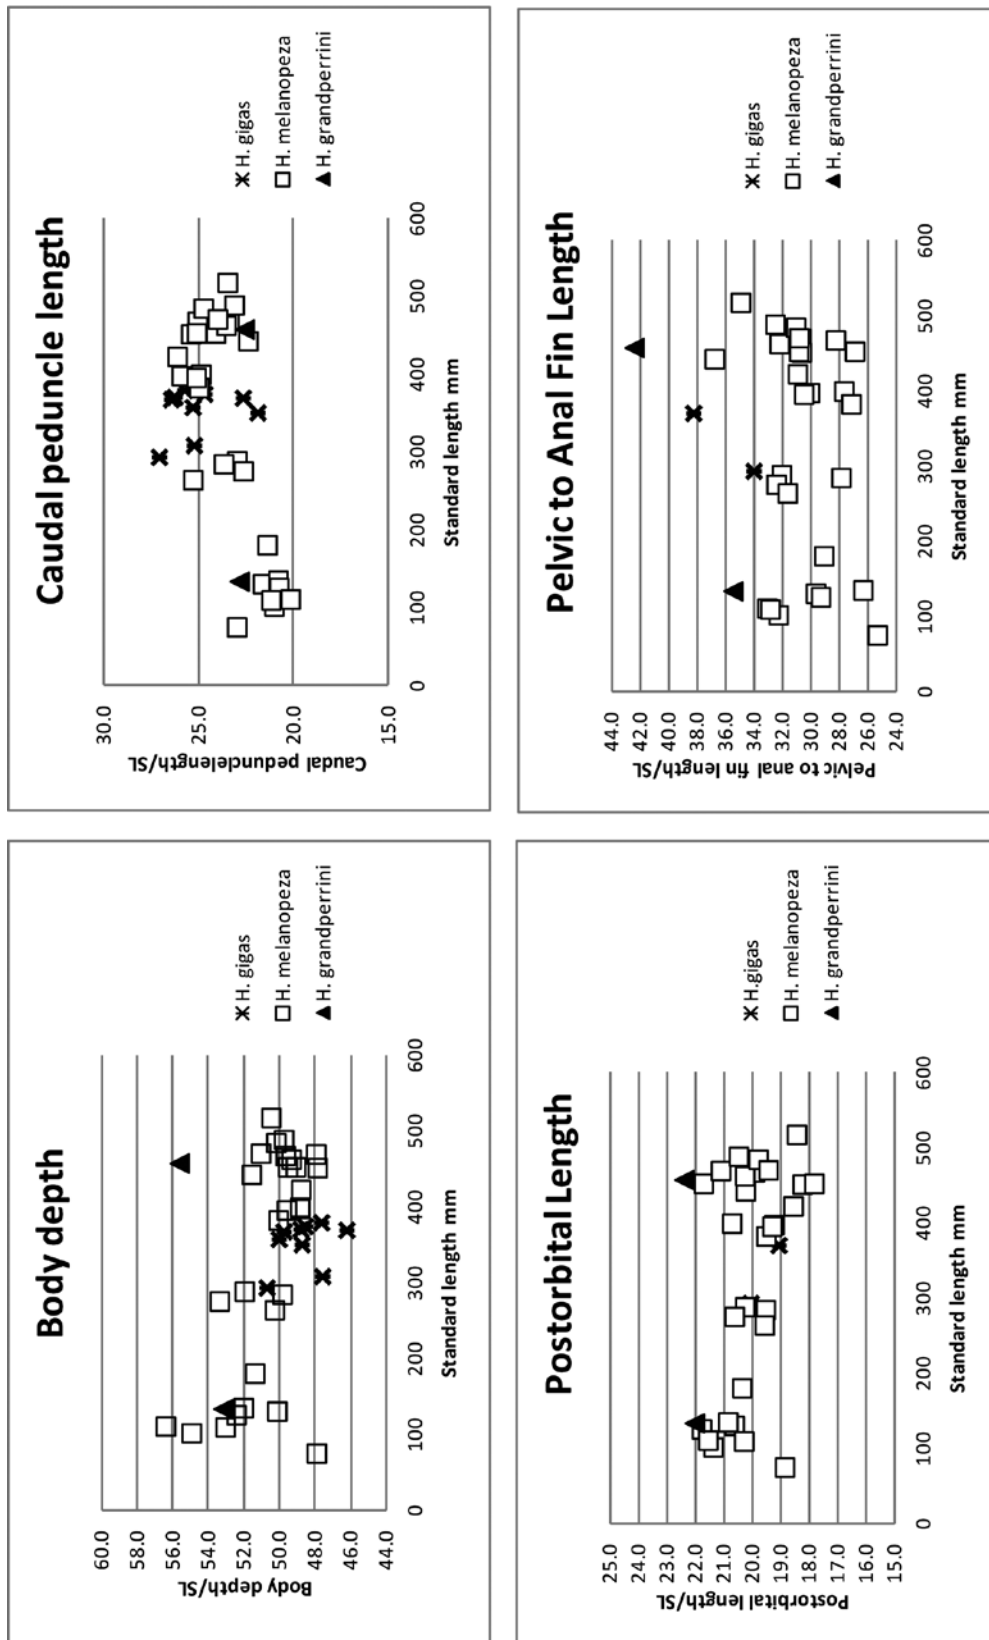 Body depth
Body depth/SL
60.0
58.0
56.0
54.0
52.0
50.0
48.0
46.0
44.0
0 100 200 300 400 500 600
Standard length mm
H. gigas
H. melanopeza
H. grandperrini
Caudal peduncle length
Caudal pedunclelength/SL
30.0
25.0
20.0
15.0
0 100 200 300 400 500 600
Standard length mm
H. gigas
H. melanopeza
H. grandperrini
Postorbital Length
Postorbital length/SL
25.0
24.0
23.0
22.0
21.0
20.0
19.0
18.0
17.0
16.0
15.0
0 100 200 300 400 500 600
Standard length mm
H.gigas
H. melanopeza
H. grandperrini
Pelvic to Anal Fin Length
Pelvic to anal fin length/SL
44.0
42.0
40.0
38.0
36.0
34.0
32.0
30.0
28.0
26.0
24.0
0 100 200 300 400 500 600
Standard length mm
H. gigas
H. melanopeza
H. grandperrini